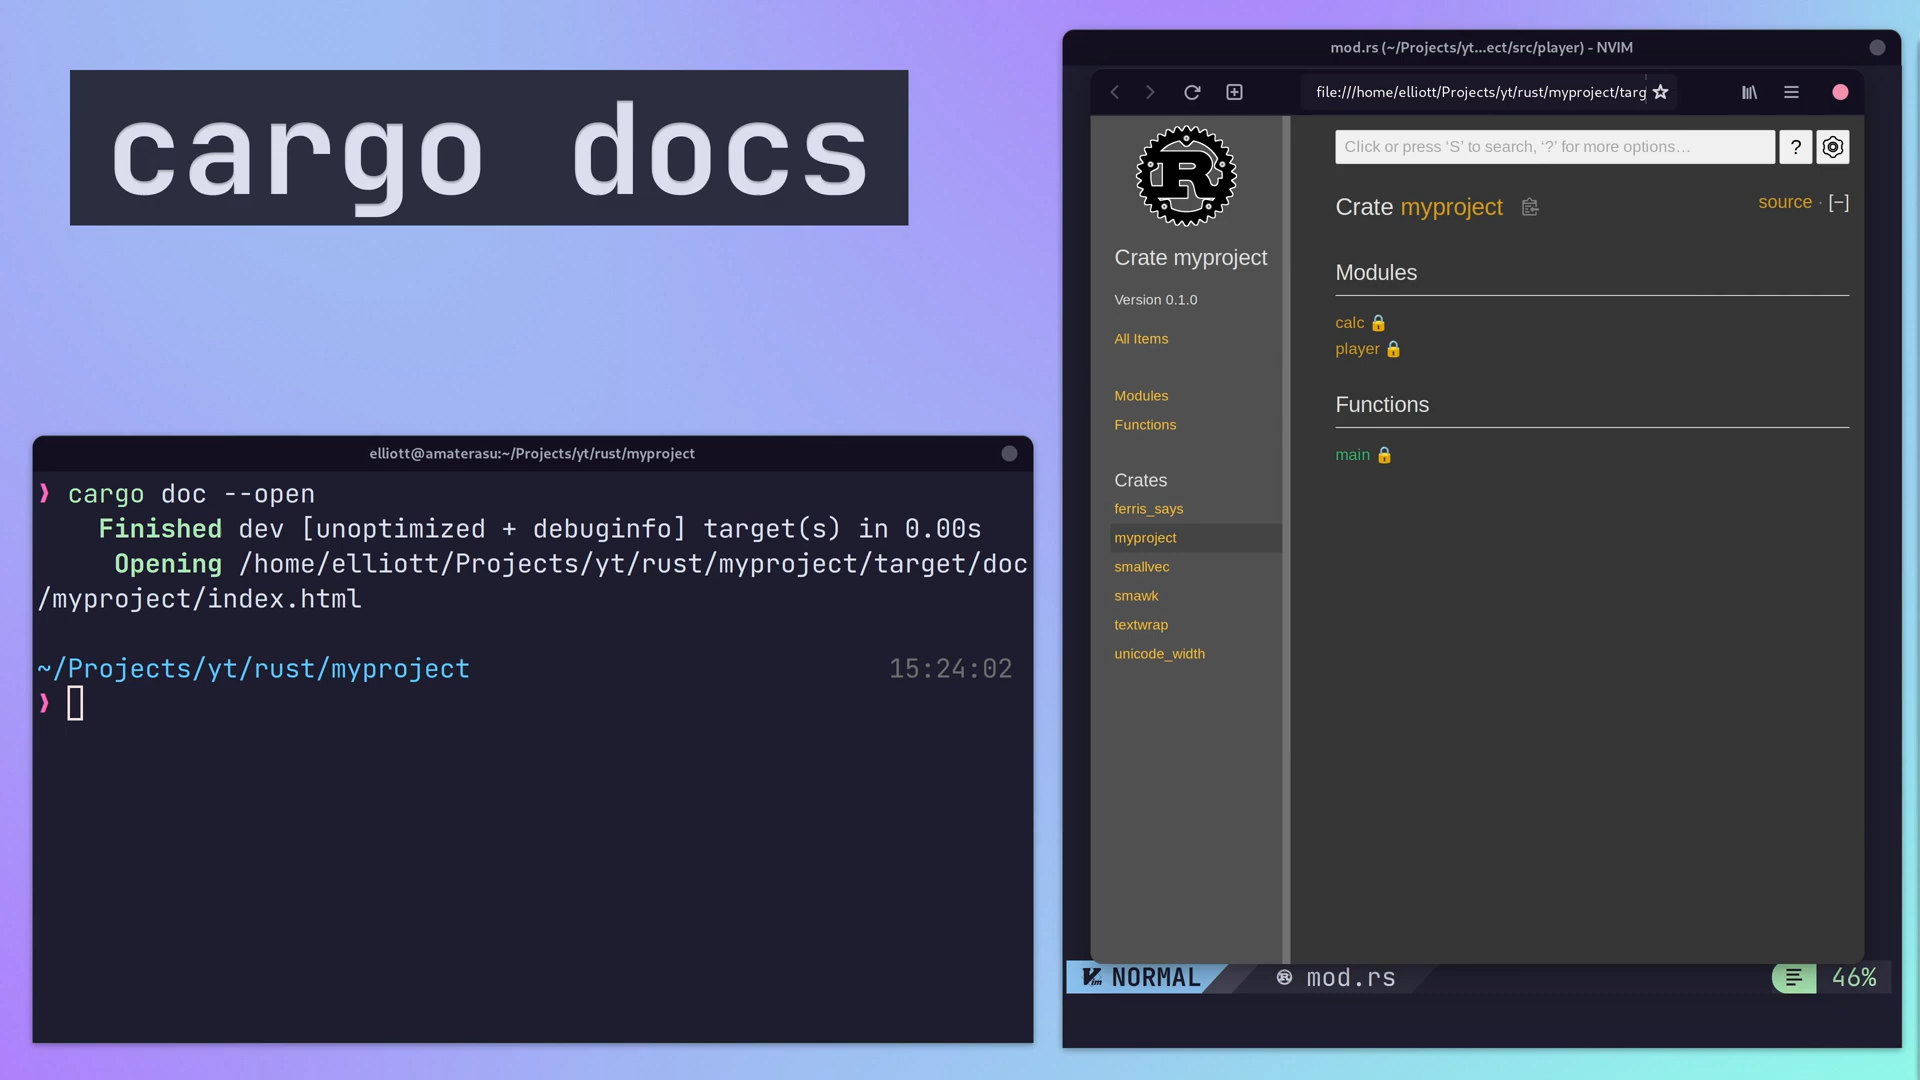 cargo docs
elliott@amaterasu:~/Projects/yt/rust/myproject
❱ cargo doc --open
Finished dev [unoptimized + debuginfo] target(s) in 0.00s
Opening /home/elliott/Projects/yt/rust/myproject/target/doc
/myproject/index.html
~/Projects/yt/rust/myproject 15:24:02
❱
mod.rs (~/Projects/yt...ect/src/player) - NVIM
file:///home/elliott/Projects/yt/rust/myproject/targ
R
Crate myproject
Version 0.1.0
All Items
Modules
Functions
Crates
ferris_says
myproject
smallvec
smawk
textwrap
unicode_width
Click or press ‘S’ to search, ‘?’ for more options…
?
Crate myproject
source · [−]
Modules
calc 🔒
player 🔒
Functions
main 🔒
Vim NORMAL mod.rs 46%